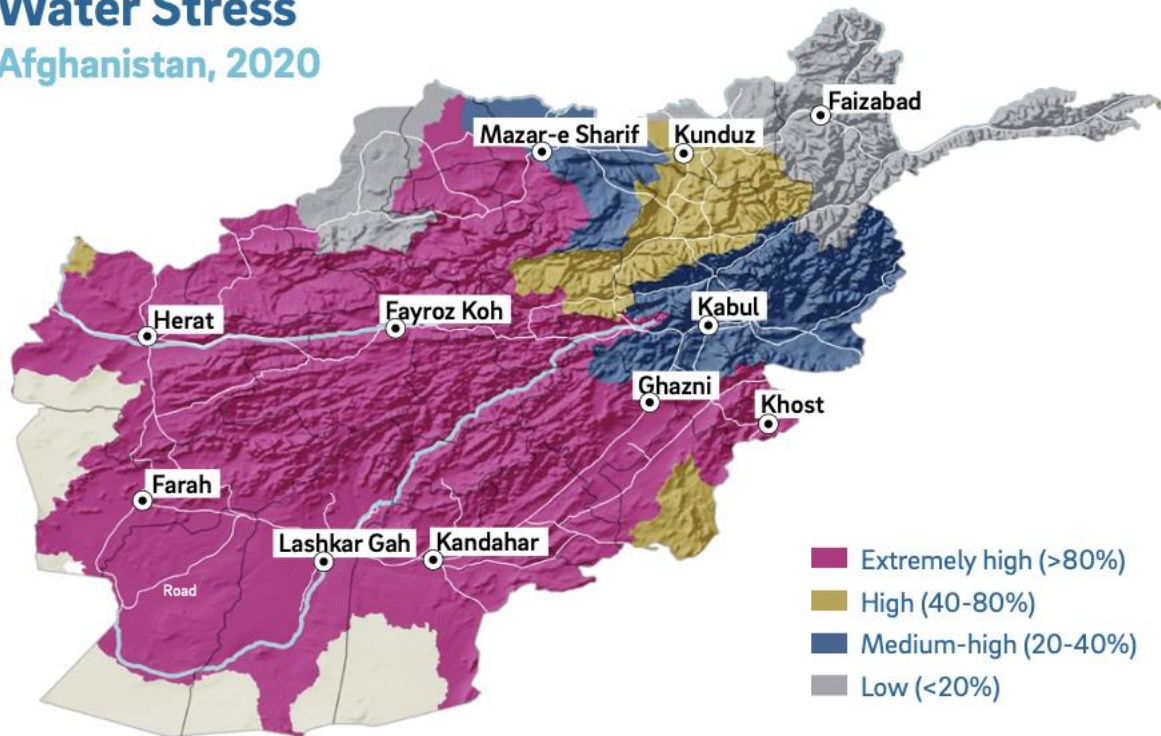 Water Stress
Afghanistan, 2020
Faizabad
Mazar-e Sharif
Kunduz
Fayroz Koh
Herat
Kabul
Ghazni
Khost
Farah
Lashkar Gah
Kandahar
Road
Extremely high (>80%)
High (40-80%)
Medium-high (20-40%)
Low (<20%)